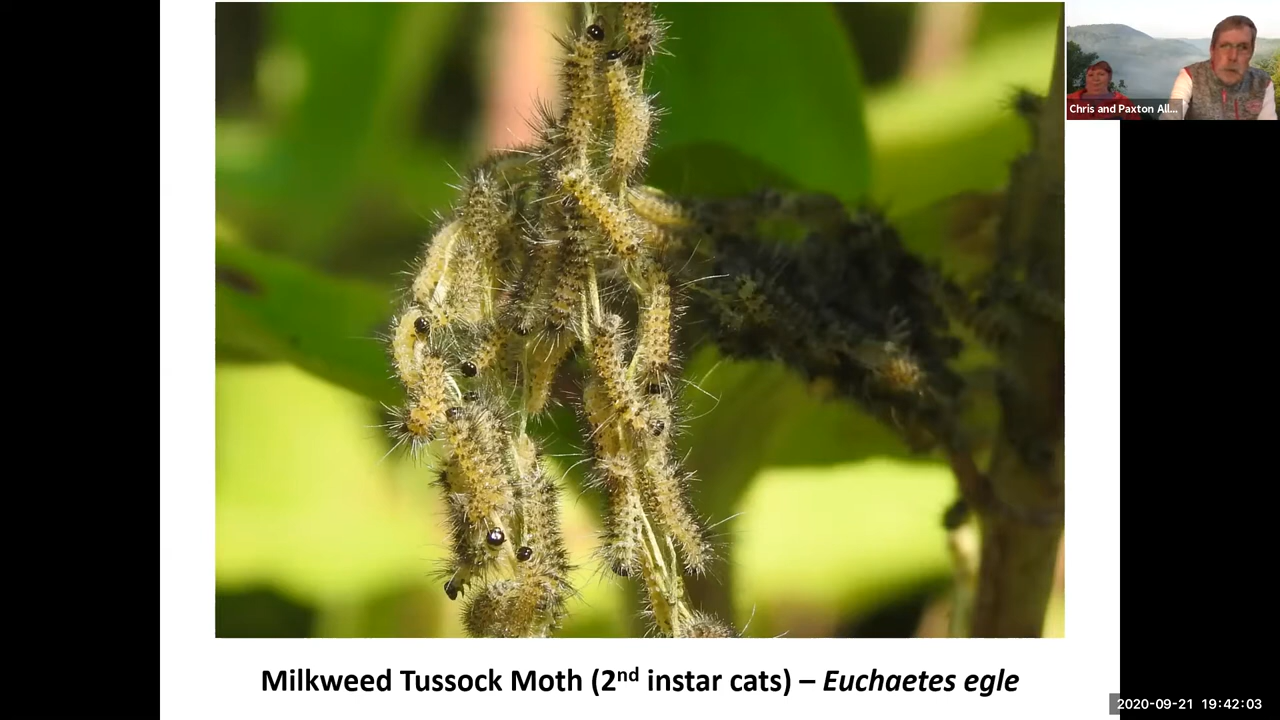 Chris and Paxton All...
Milkweed Tussock Moth (2nd instar cats) – Euchaetes egle
2020-09-21 19:42:03